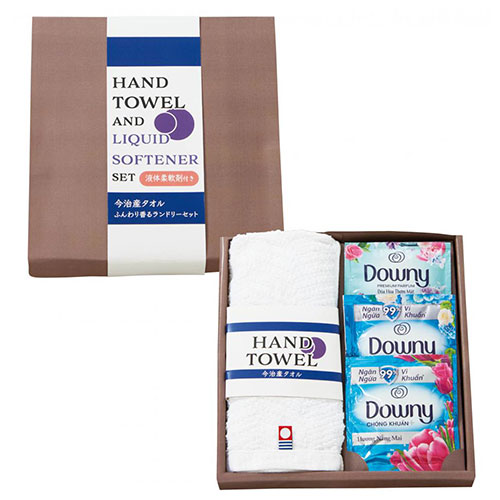 HAND
TOWEL
AND
LIQUID
SOFTENER
SET 液体柔軟剤付き
今治産タオル
ふんわり香るランドリーセット
HAND
TOWEL
今治産タオル
Downy
PREMIUM PARFUM
Đóa Hoa Thơm Mát
Ngăn Ngừa 99% Vi Khuẩn
Downy
Ngăn Ngừa 99% Vi Khuẩn
Downy
CHỐNG KHUẨN
Hương Nắng Mai